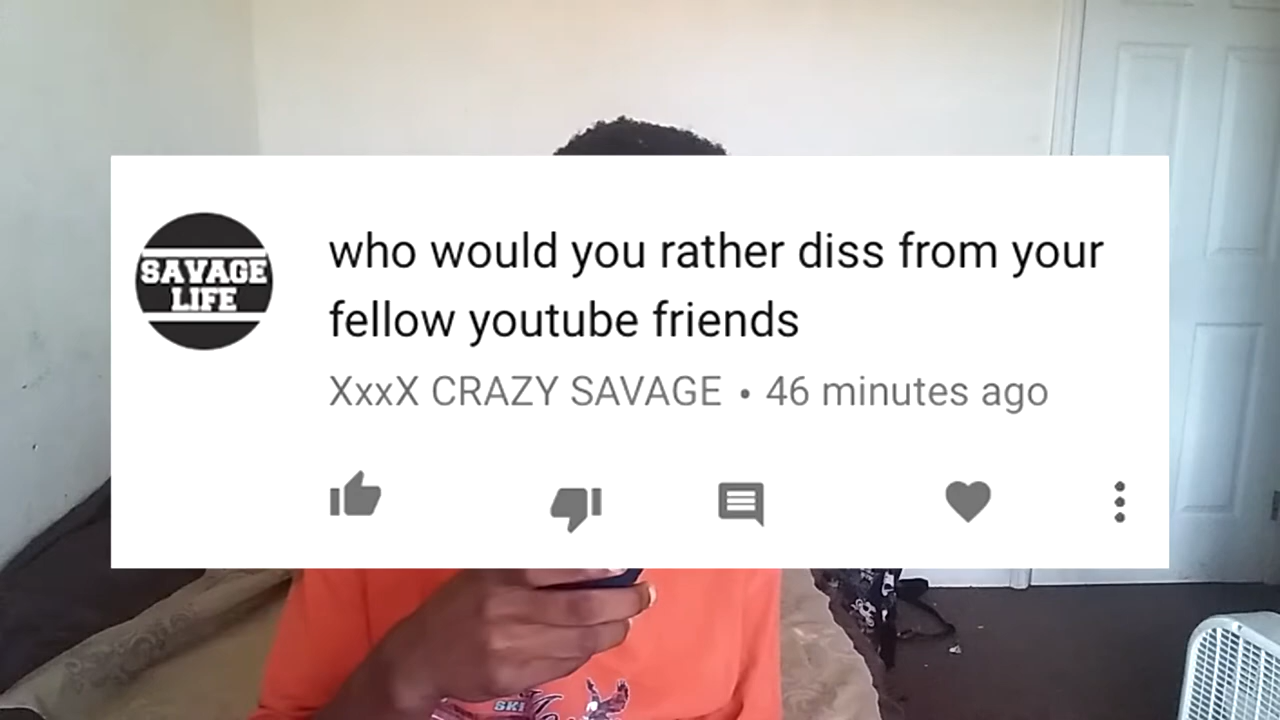 SAVAGE
LIFE
who would you rather diss from your
fellow youtube friends
XxxX CRAZY SAVAGE • 46 minutes ago
SKI